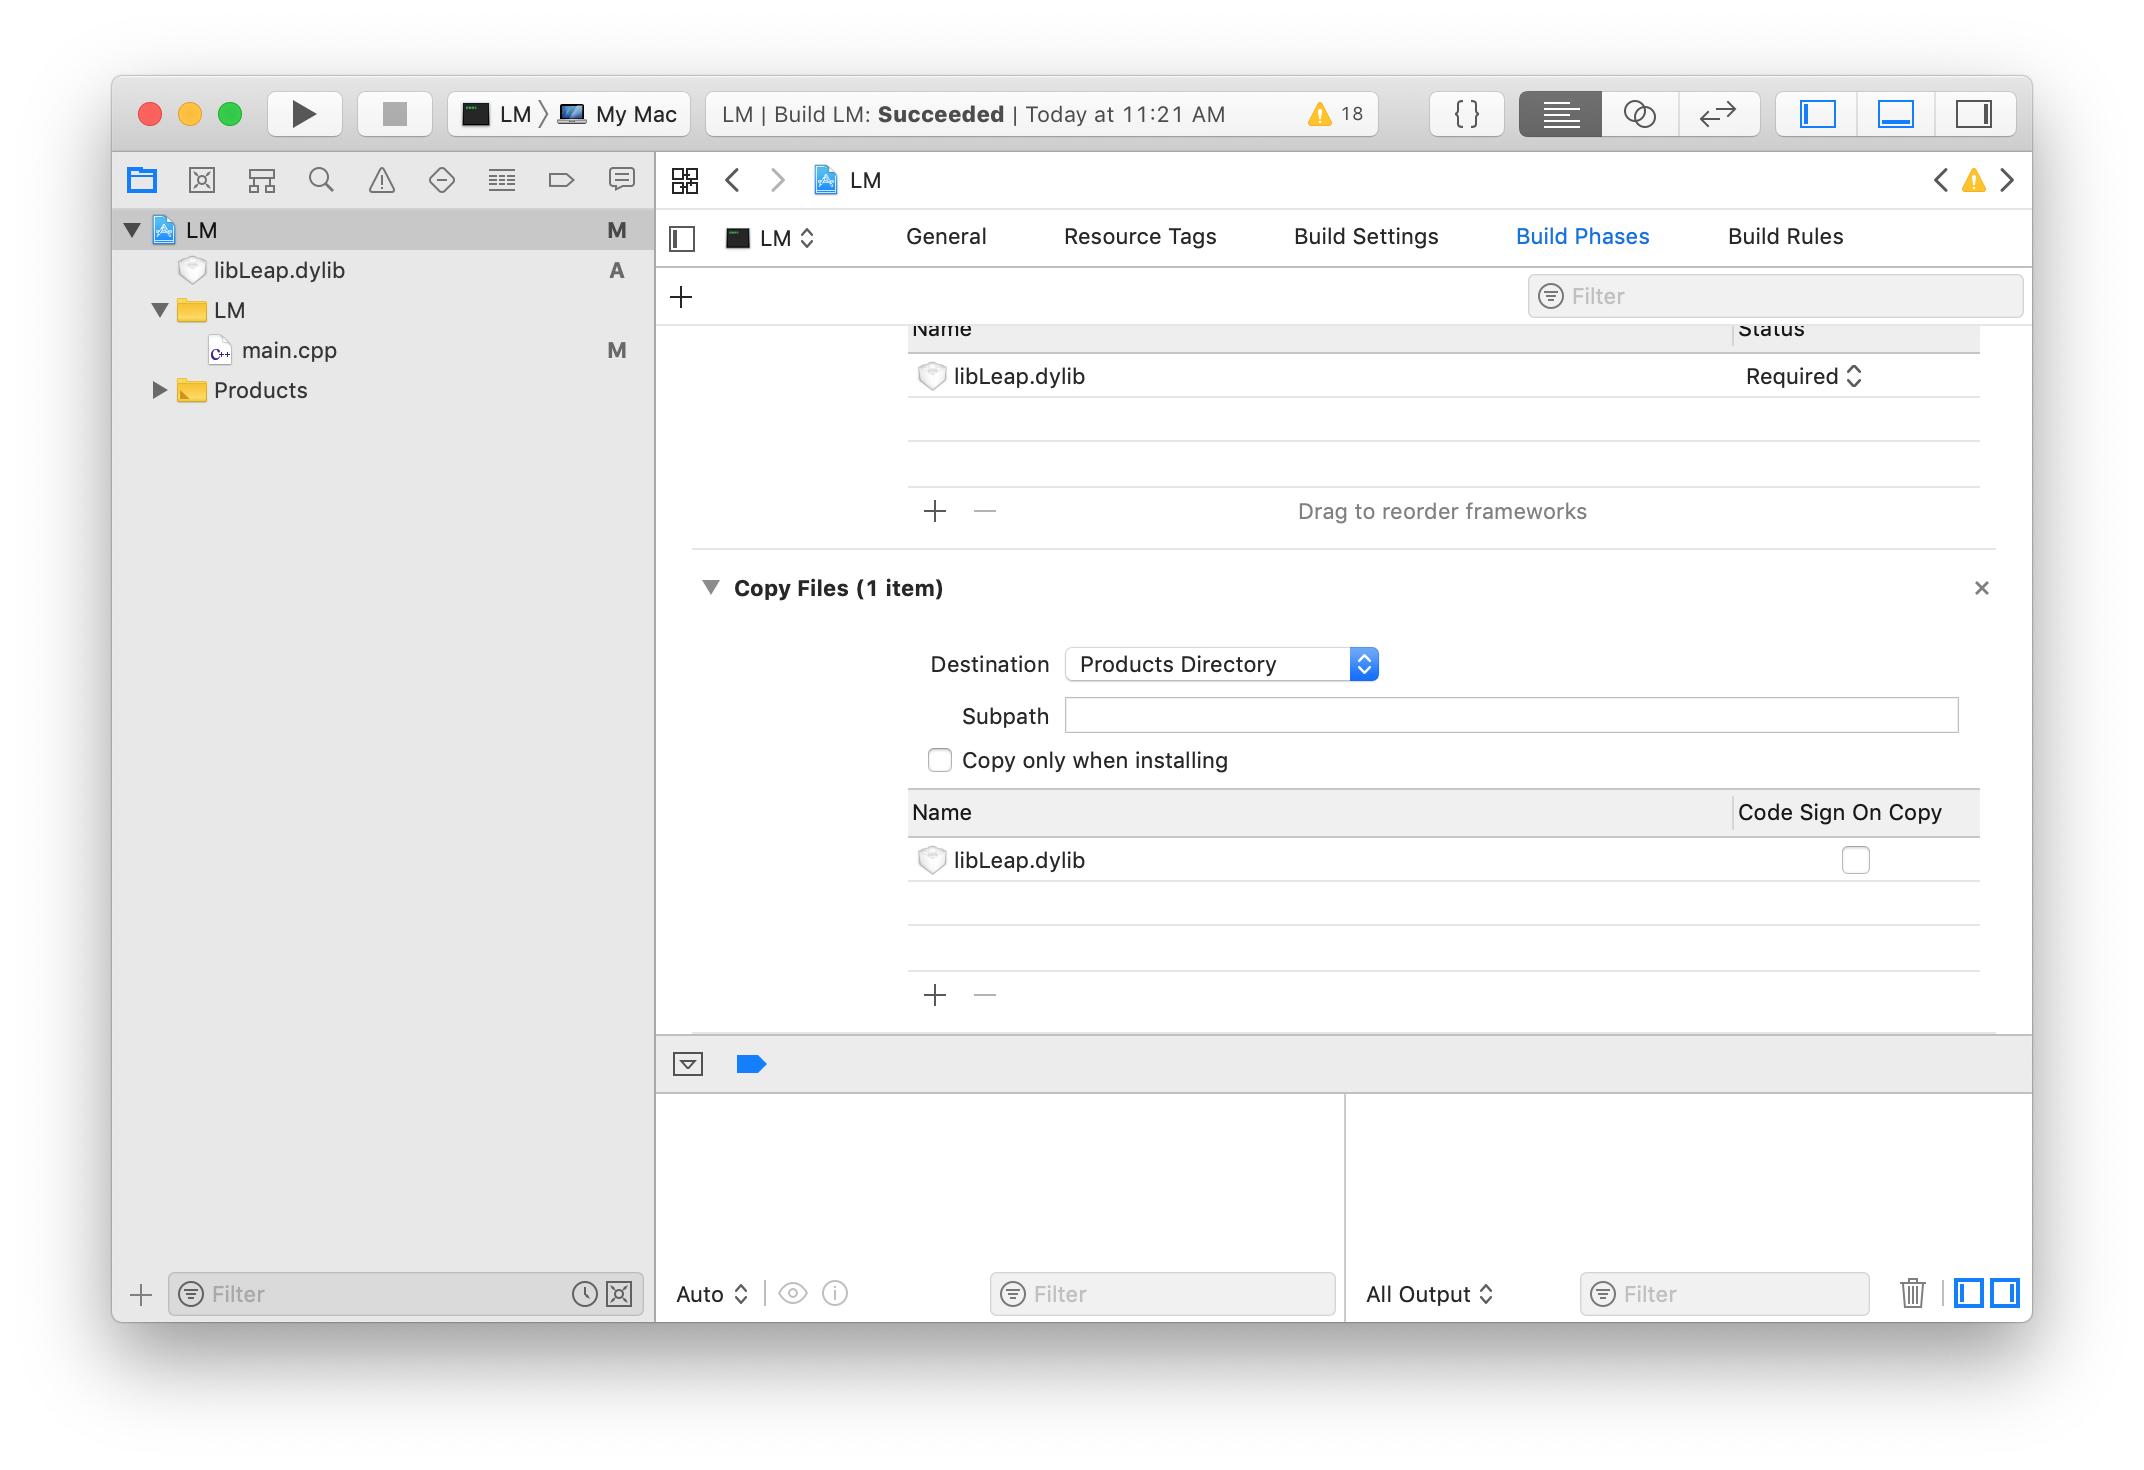 LM My Mac LM | Build LM: Succeeded | Today at 11:21 AM 18 {}
LM
LM M
libLeap.dylib A
LM
C++ main.cpp M
Products
LM General Resource Tags Build Settings Build Phases Build Rules
Filter
Name Status
libLeap.dylib Required
Drag to reorder frameworks
Copy Files (1 item)
Destination Products Directory
Subpath
Copy only when installing
Name Code Sign On Copy
libLeap.dylib
Filter
Auto Filter
All Output Filter